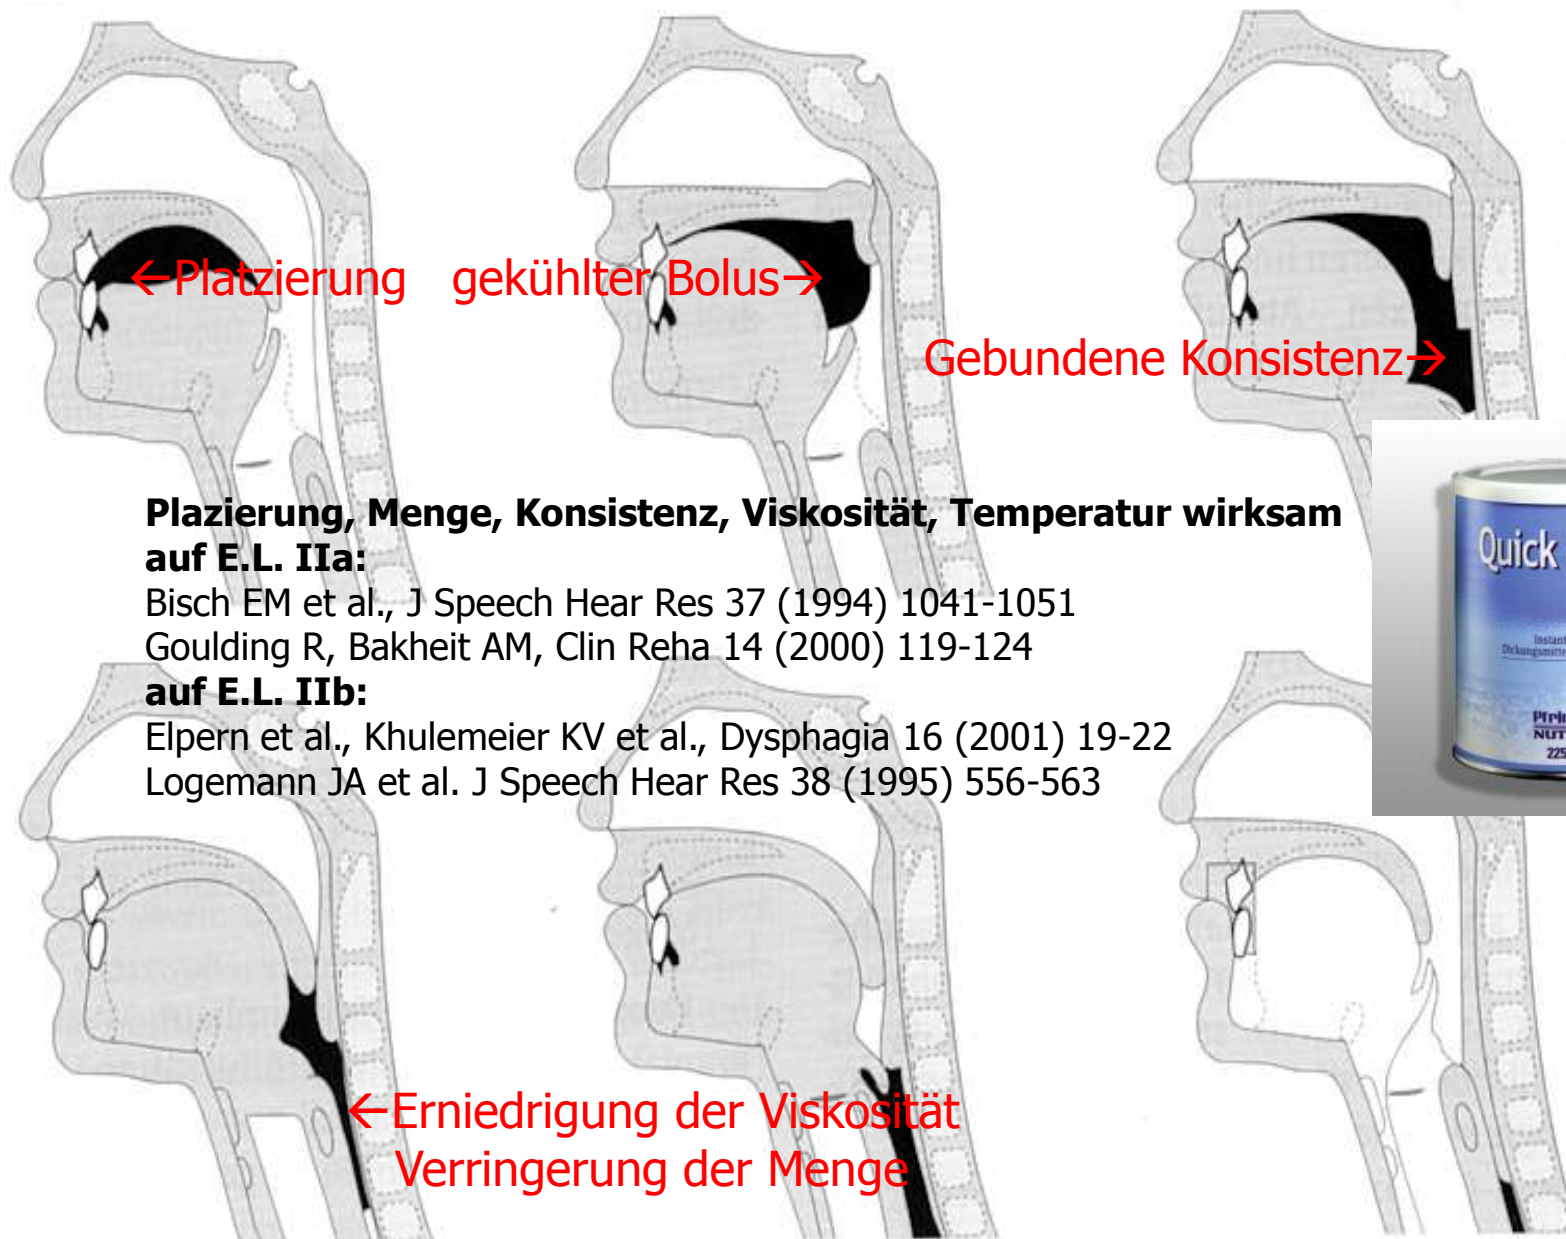 ←Platzierung gekühlter Bolus→
Gebundene Konsistenz→
Plazierung, Menge, Konsistenz, Viskosität, Temperatur wirksam
auf E.L. IIa:
Bisch EM et al., J Speech Hear Res 37 (1994) 1041-1051
Goulding R, Bakheit AM, Clin Reha 14 (2000) 119-124
auf E.L. IIb:
Elpern et al., Khulemeier KV et al., Dysphagia 16 (2001) 19-22
Logemann JA et al. J Speech Hear Res 38 (1995) 556-563
Quick
Instant
225
←Erniedrigung der Viskosität
Verringerung der Menge